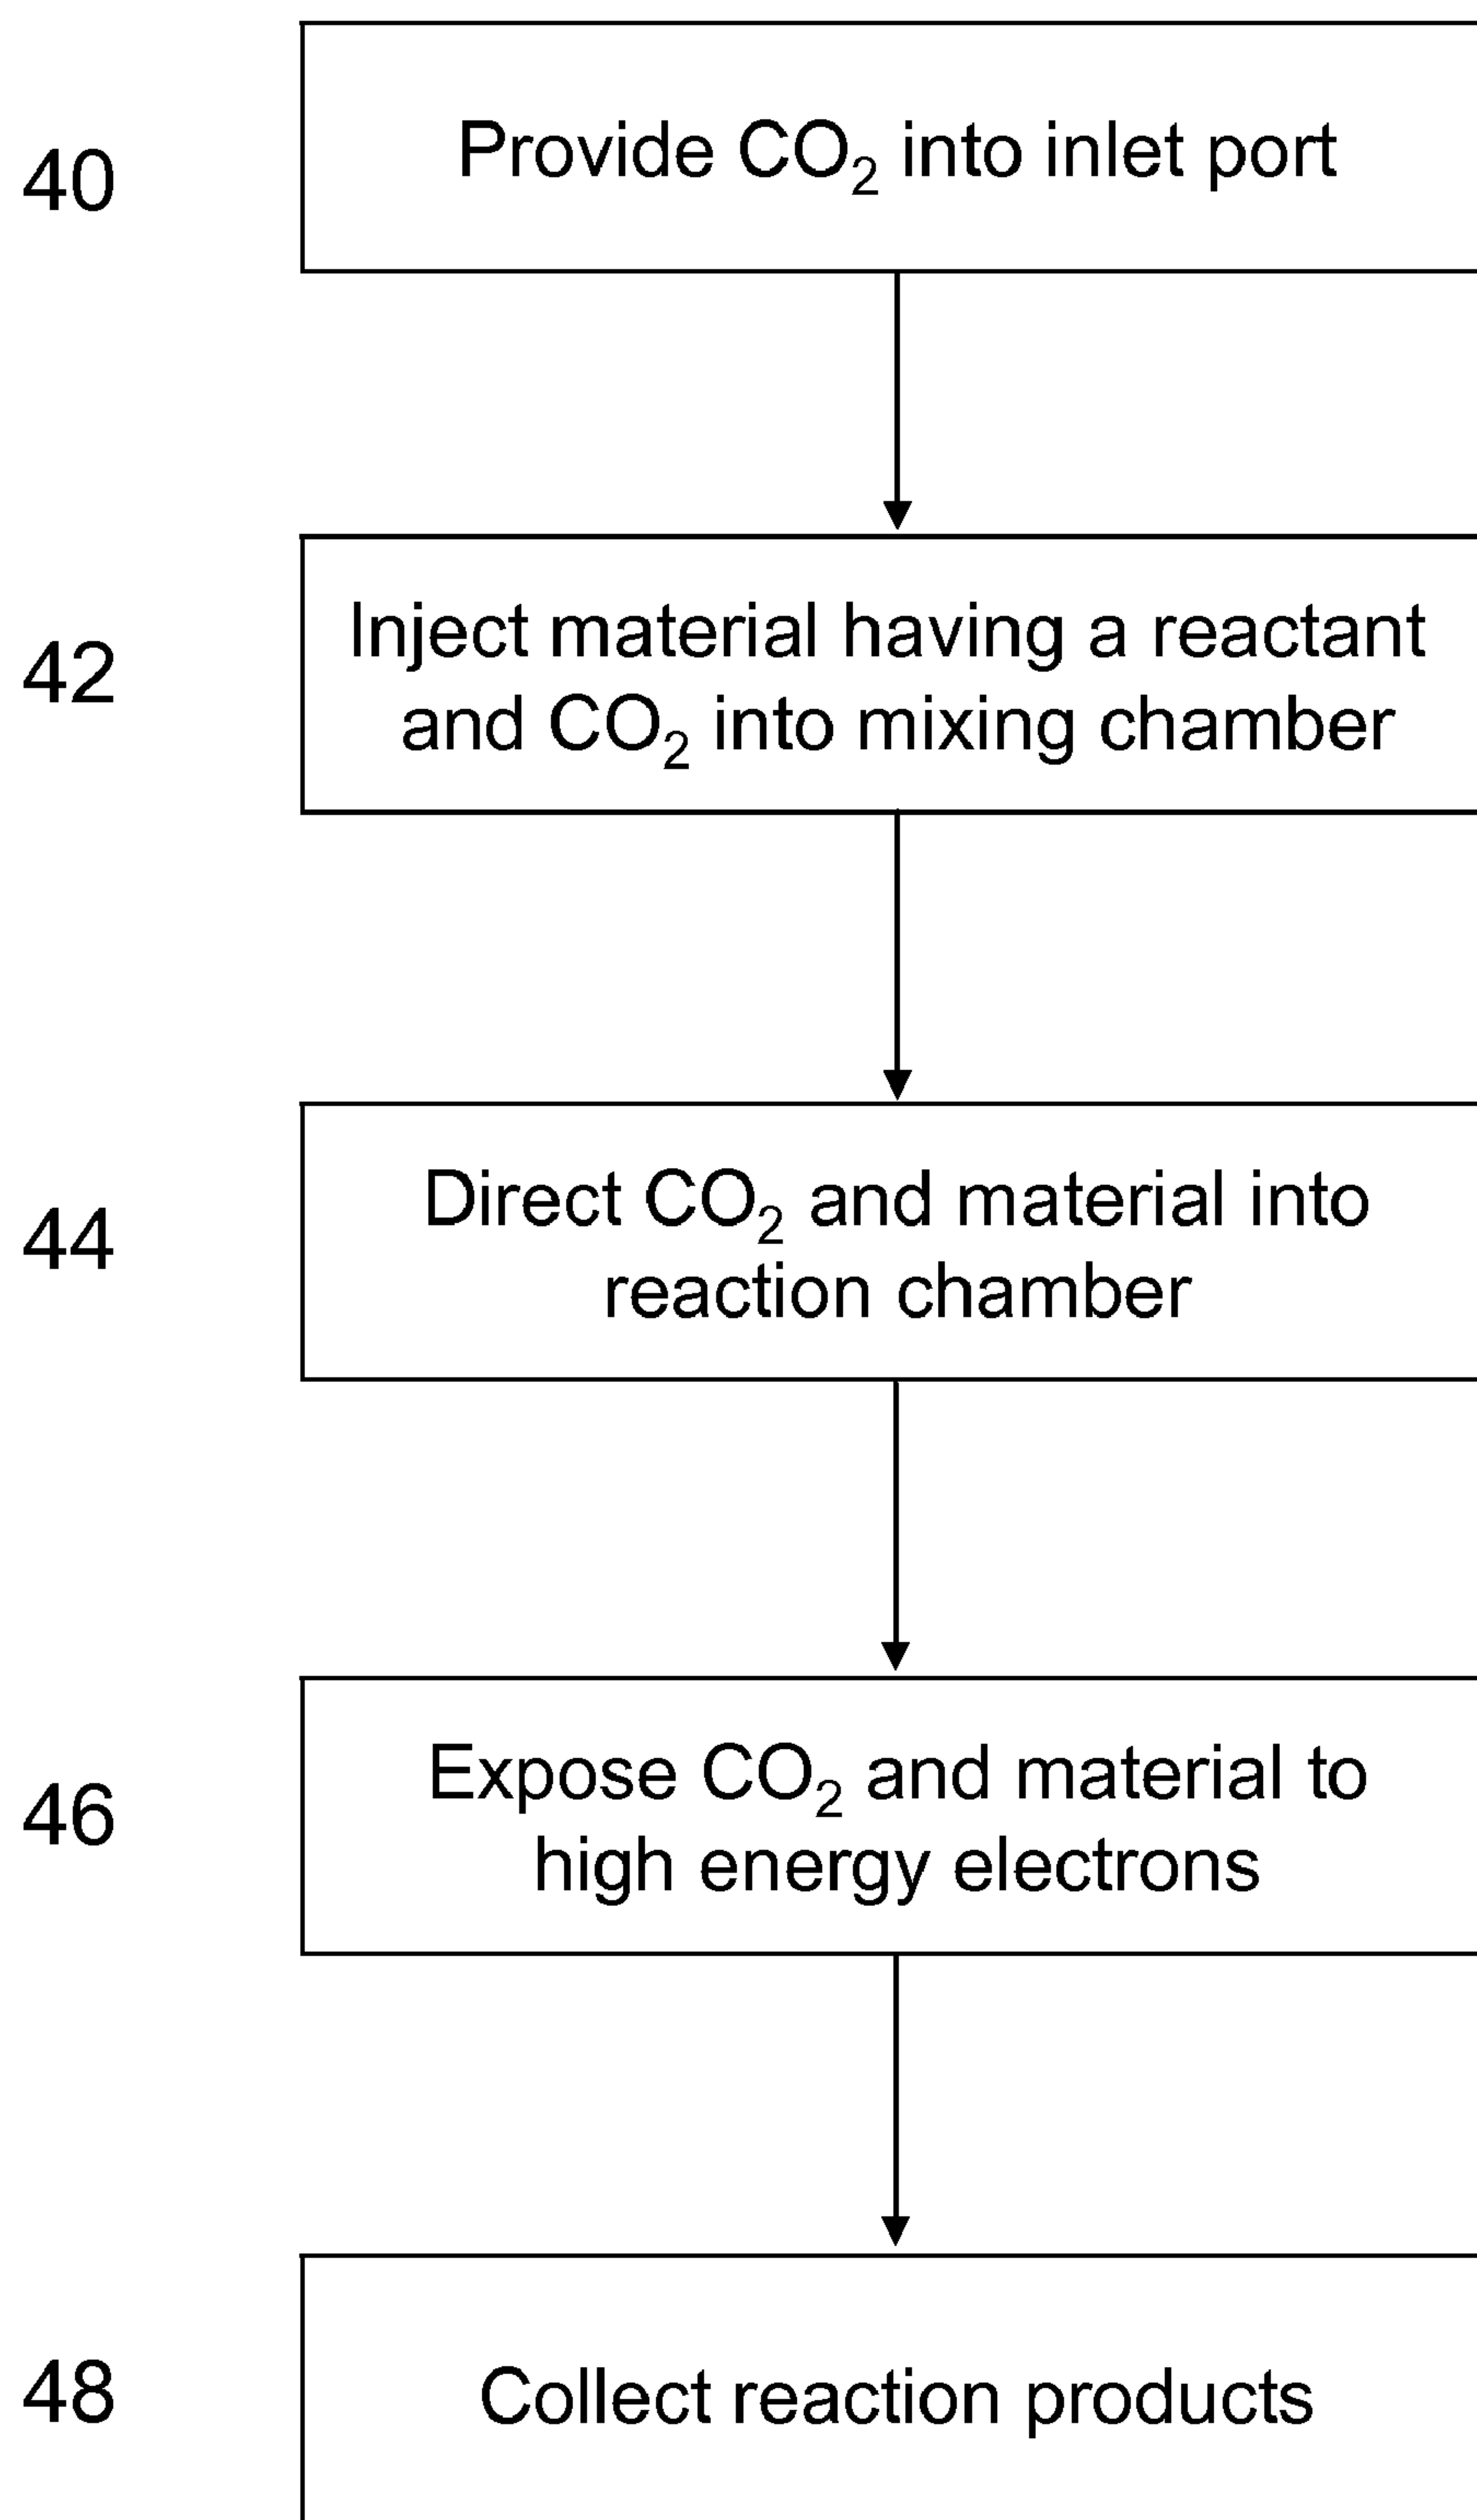 40
Provide CO₂ into inlet port
42
Inject material having a reactant
and CO₂ into mixing chamber
44
Direct CO₂ and material into
reaction chamber
46
Expose CO₂ and material to
high energy electrons
48
Collect reaction products